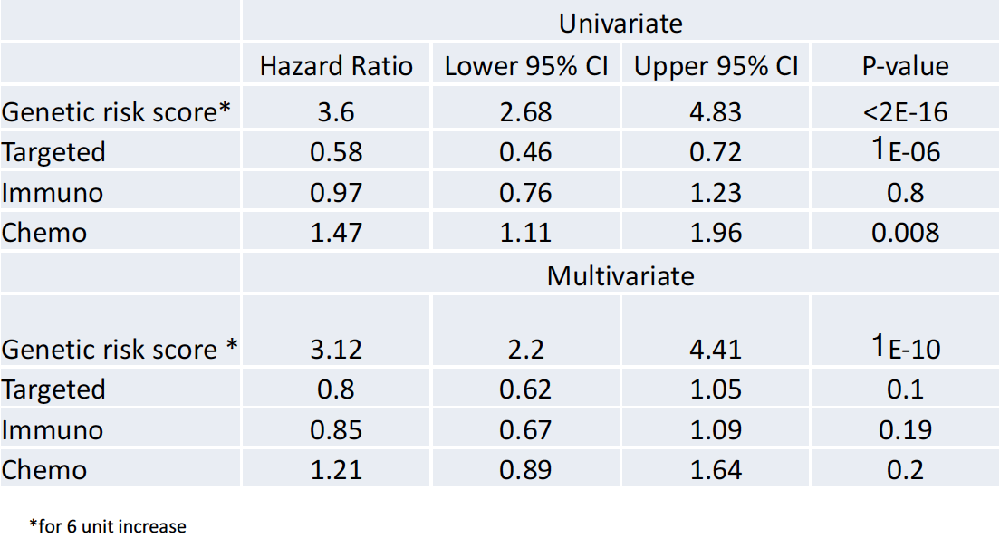 Univariate
Hazard Ratio Lower 95% CI Upper 95% CI P-value
Genetic risk score* 3.6 2.68 4.83 <2E-16
Targeted 0.58 0.46 0.72 1E-06
Immuno 0.97 0.76 1.23 0.8
Chemo 1.47 1.11 1.96 0.008
Multivariate
Genetic risk score * 3.12 2.2 4.41 1E-10
Targeted 0.8 0.62 1.05 0.1
Immuno 0.85 0.67 1.09 0.19
Chemo 1.21 0.89 1.64 0.2
*for 6 unit increase